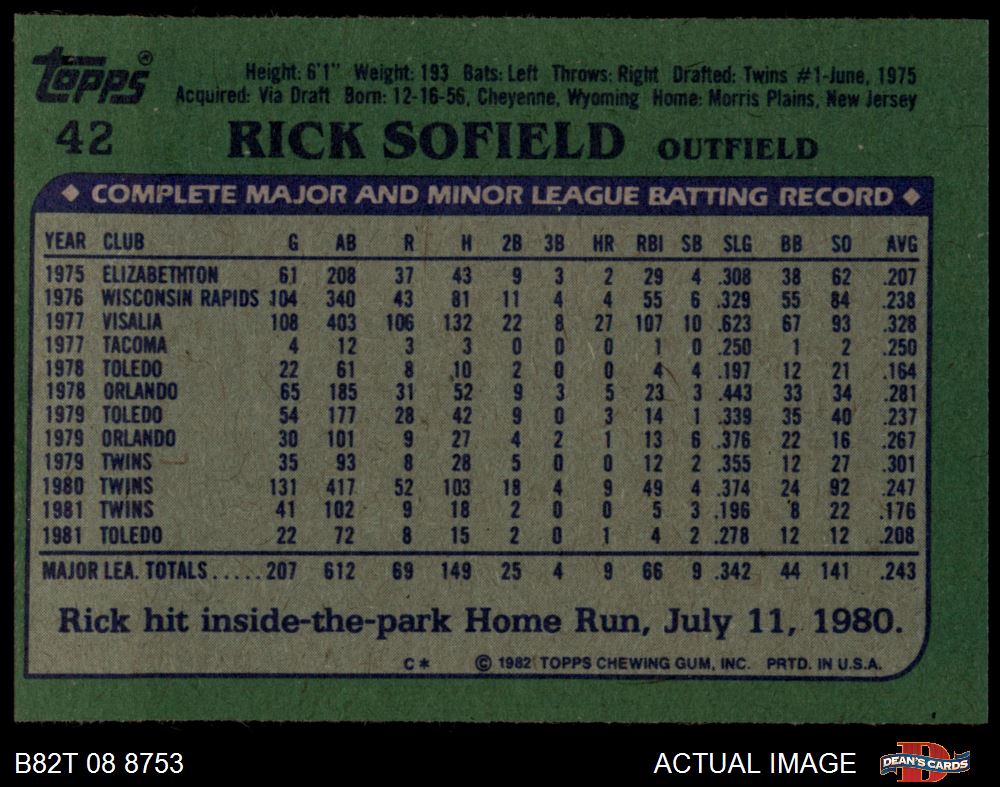 topps®
Height: 6'1" Weight: 193 Bats: Left Throws: Right Drafted: Twins #1-June, 1975
Acquired: Via Draft Born: 12-16-56, Cheyenne, Wyoming Home: Morris Plains, New Jersey
42 RICK SOFIELD OUTFIELD
◆ COMPLETE MAJOR AND MINOR LEAGUE BATTING RECORD ◆
YEAR CLUB G AB R H 2B 3B HR RBI SB SLG BB SO AVG
1975 ELIZABETHTON 61 208 37 43 9 3 2 29 4 .308 38 62 .207
1976 WISCONSIN RAPIDS 104 340 43 81 11 4 4 55 6 .329 55 84 .238
1977 VISALIA 108 403 106 132 22 8 27 107 10 .623 67 93 .328
1977 TACOMA 4 12 3 3 0 0 0 1 0 .250 1 2 .250
1978 TOLEDO 22 61 8 10 2 0 0 4 4 .197 12 21 .164
1978 ORLANDO 65 185 31 52 9 3 5 23 3 .443 33 34 .281
1979 TOLEDO 54 177 28 42 9 0 3 14 1 .339 35 40 .237
1979 ORLANDO 30 101 9 27 4 2 1 13 6 .376 22 16 .267
1979 TWINS 35 93 8 28 5 0 0 12 2 .355 12 27 .301
1980 TWINS 131 417 52 103 18 4 9 49 4 .374 24 92 .247
1981 TWINS 41 102 9 18 2 0 0 5 3 .196 8 22 .176
1981 TOLEDO 22 72 8 15 2 0 1 4 2 .278 12 12 .208
MAJOR LEA. TOTALS.....207 612 69 149 25 4 9 66 9 .342 44 141 .243
Rick hit inside-the-park Home Run, July 11, 1980.
C* © 1982 TOPPS CHEWING GUM, INC. PRTD. IN U.S.A.
B82T 08 8753 ACTUAL IMAGE DEAN'S CARDS